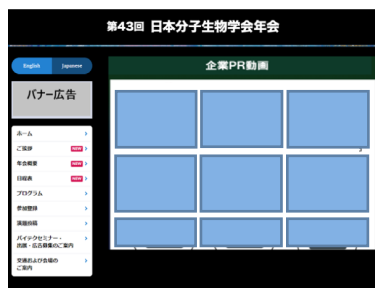 第43回 日本分子生物学会年会
English Japanese
企業PR動画
バナー広告
ホーム
ご挨拶 NEW
年会概要 NEW
日程表 NEW
プログラム
参加登録
演題投稿
バイテクセミナー・
出展・広告募集のご案内
交通および会場の
ご案内